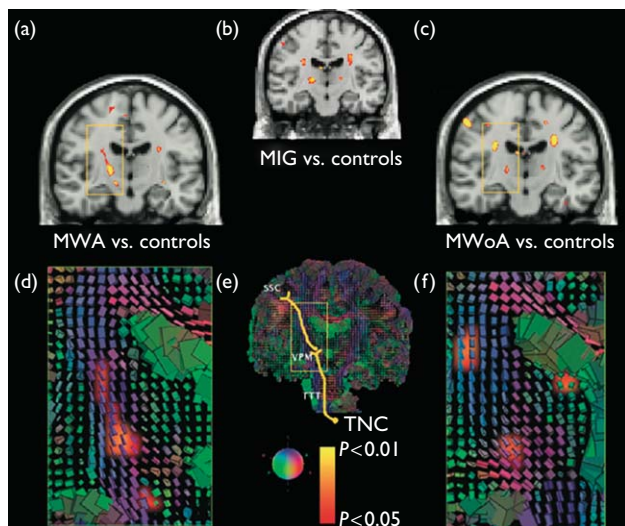 (a)
(b)
(c)
MIG vs. controls
MWA vs. controls
MWoA vs. controls
(d)
(e)
(f)
SSC
VPM
TTT
TNC
P<0.01
P<0.05